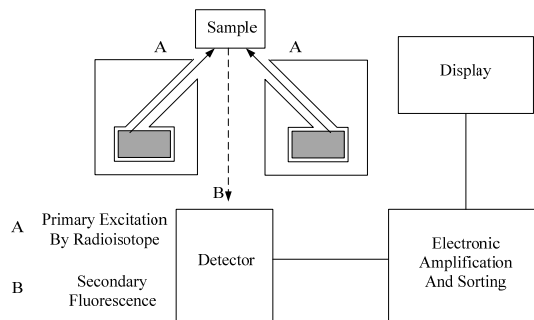 Sample
A
A
Display
B
A
Primary Excitation
By Radioisotope
B
Secondary
Fluorescence
Detector
Electronic
Amplification
And Sorting